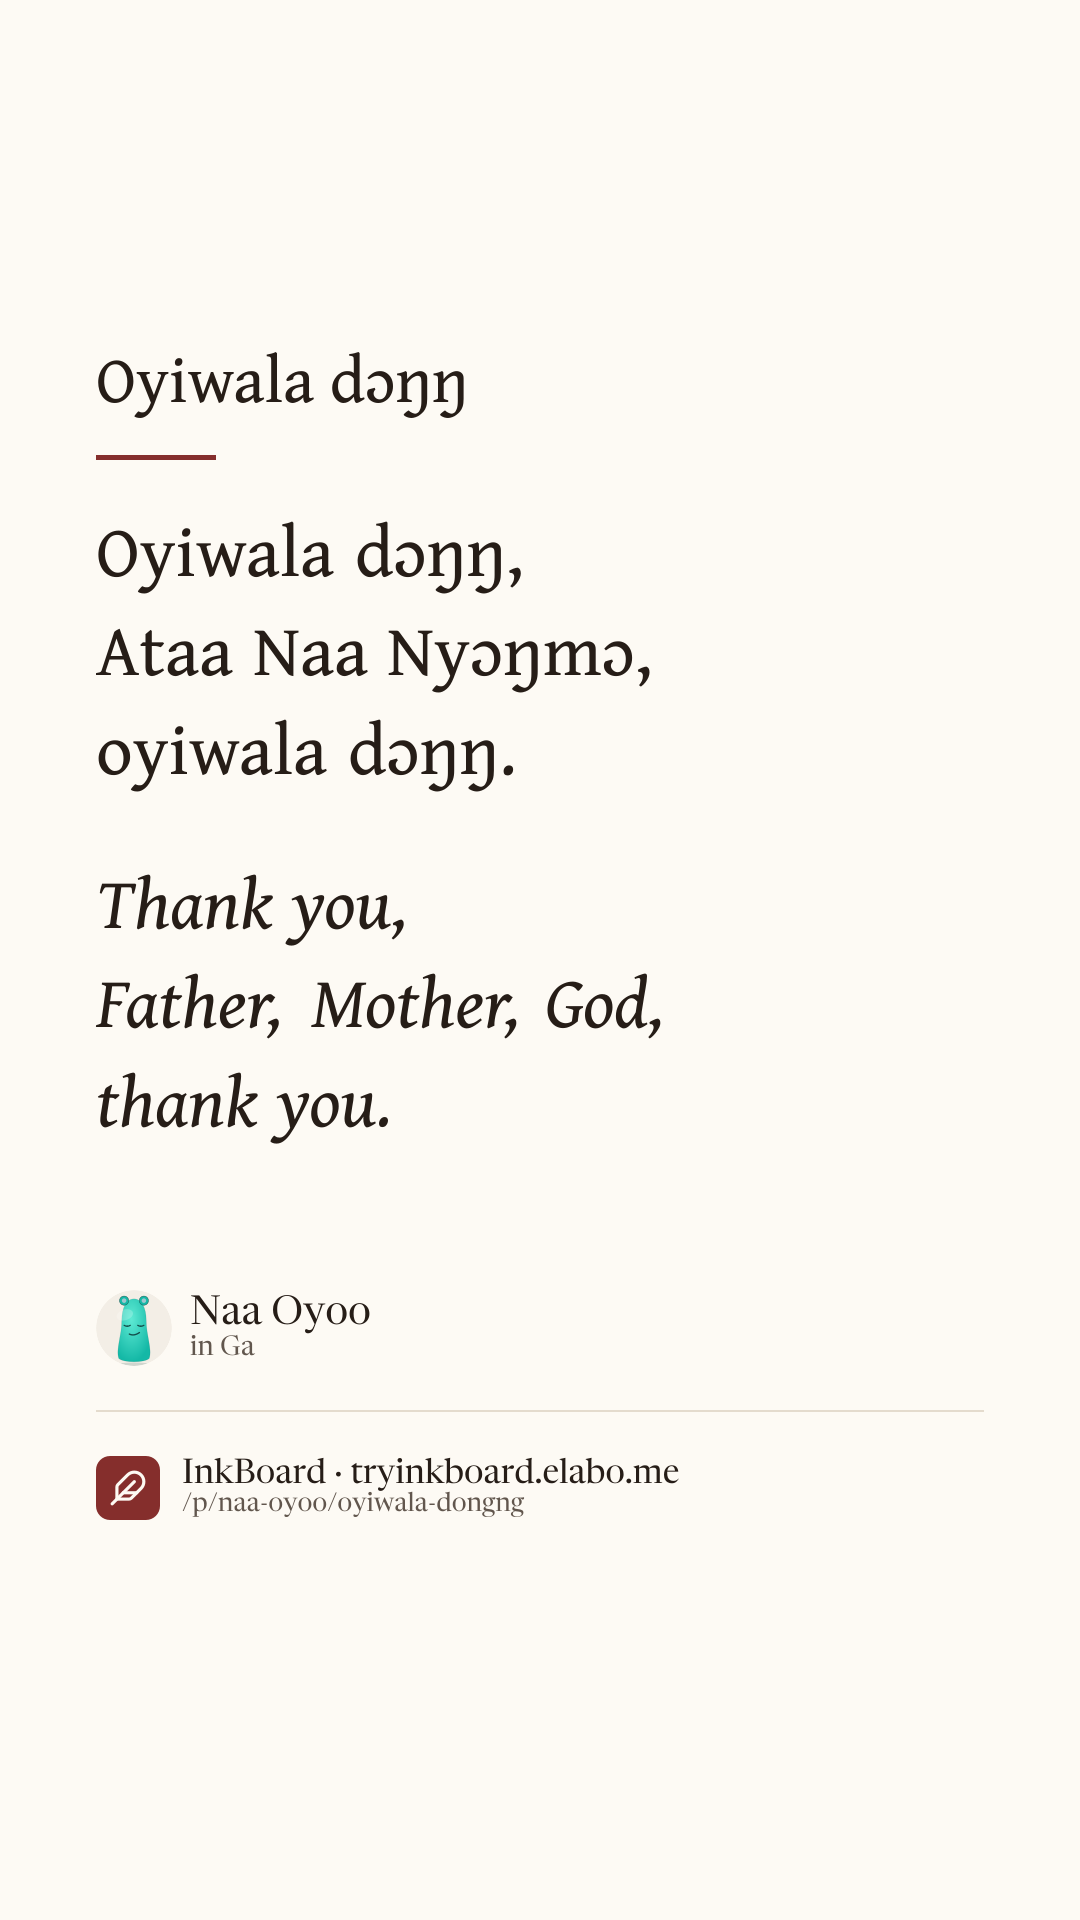 Oyiwala dɔŋŋ
Oyiwala dɔŋŋ,
Ataa Naa Nyɔŋmɔ,
oyiwala dɔŋŋ.
Thank you,
Father, Mother, God,
thank you.
Naa Oyoo
in Ga
InkBoard · tryinkboard.elabo.me
/p/naa-oyoo/oyiwala-dongng